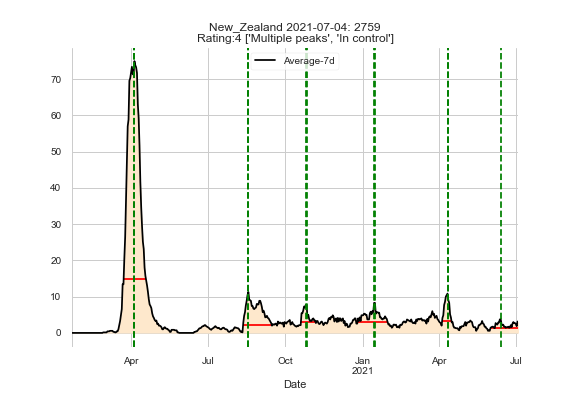 New_Zealand 2021-07-04: 2759
Rating:4 ['Multiple peaks', 'In control']
Average-7d
70
60
50
40
30
20
10
0
Apr
Jul
Oct
Jan
2021
Apr
Jul
Date